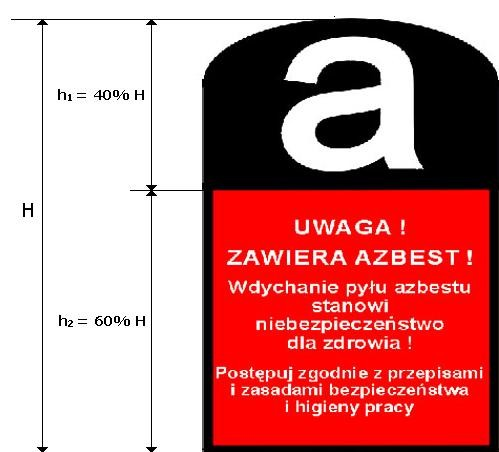 a
h₁ = 40% H
H
h₂ = 60% H
UWAGA !
ZAWIERA AZBEST !
Wdychanie pyłu azbestu
stanowi
niebezpieczeństwo
dla zdrowia !
Postępuj zgodnie z przepisami
i zasadami bezpieczeństwa
i higieny pracy